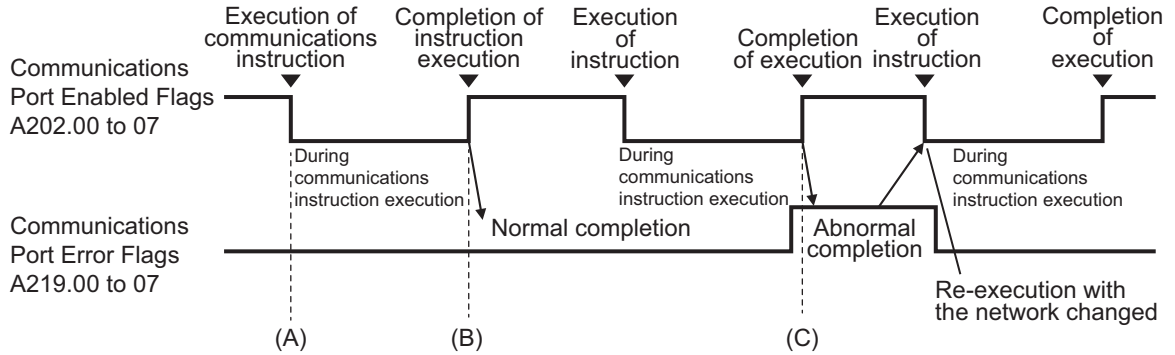 Execution of
communications
instruction
Completion of
instruction
execution
Execution
of
instruction
Completion
of execution
Execution
of
instruction
Completion
of
execution
Communications
Port Enabled Flags
A202.00 to 07
During
communications
instruction execution
During
communications
instruction execution
During
communications
instruction execution
Communications
Port Error Flags
A219.00 to 07
Normal completion
Abnormal
completion
Re-execution with
the network changed
(A)
(B)
(C)